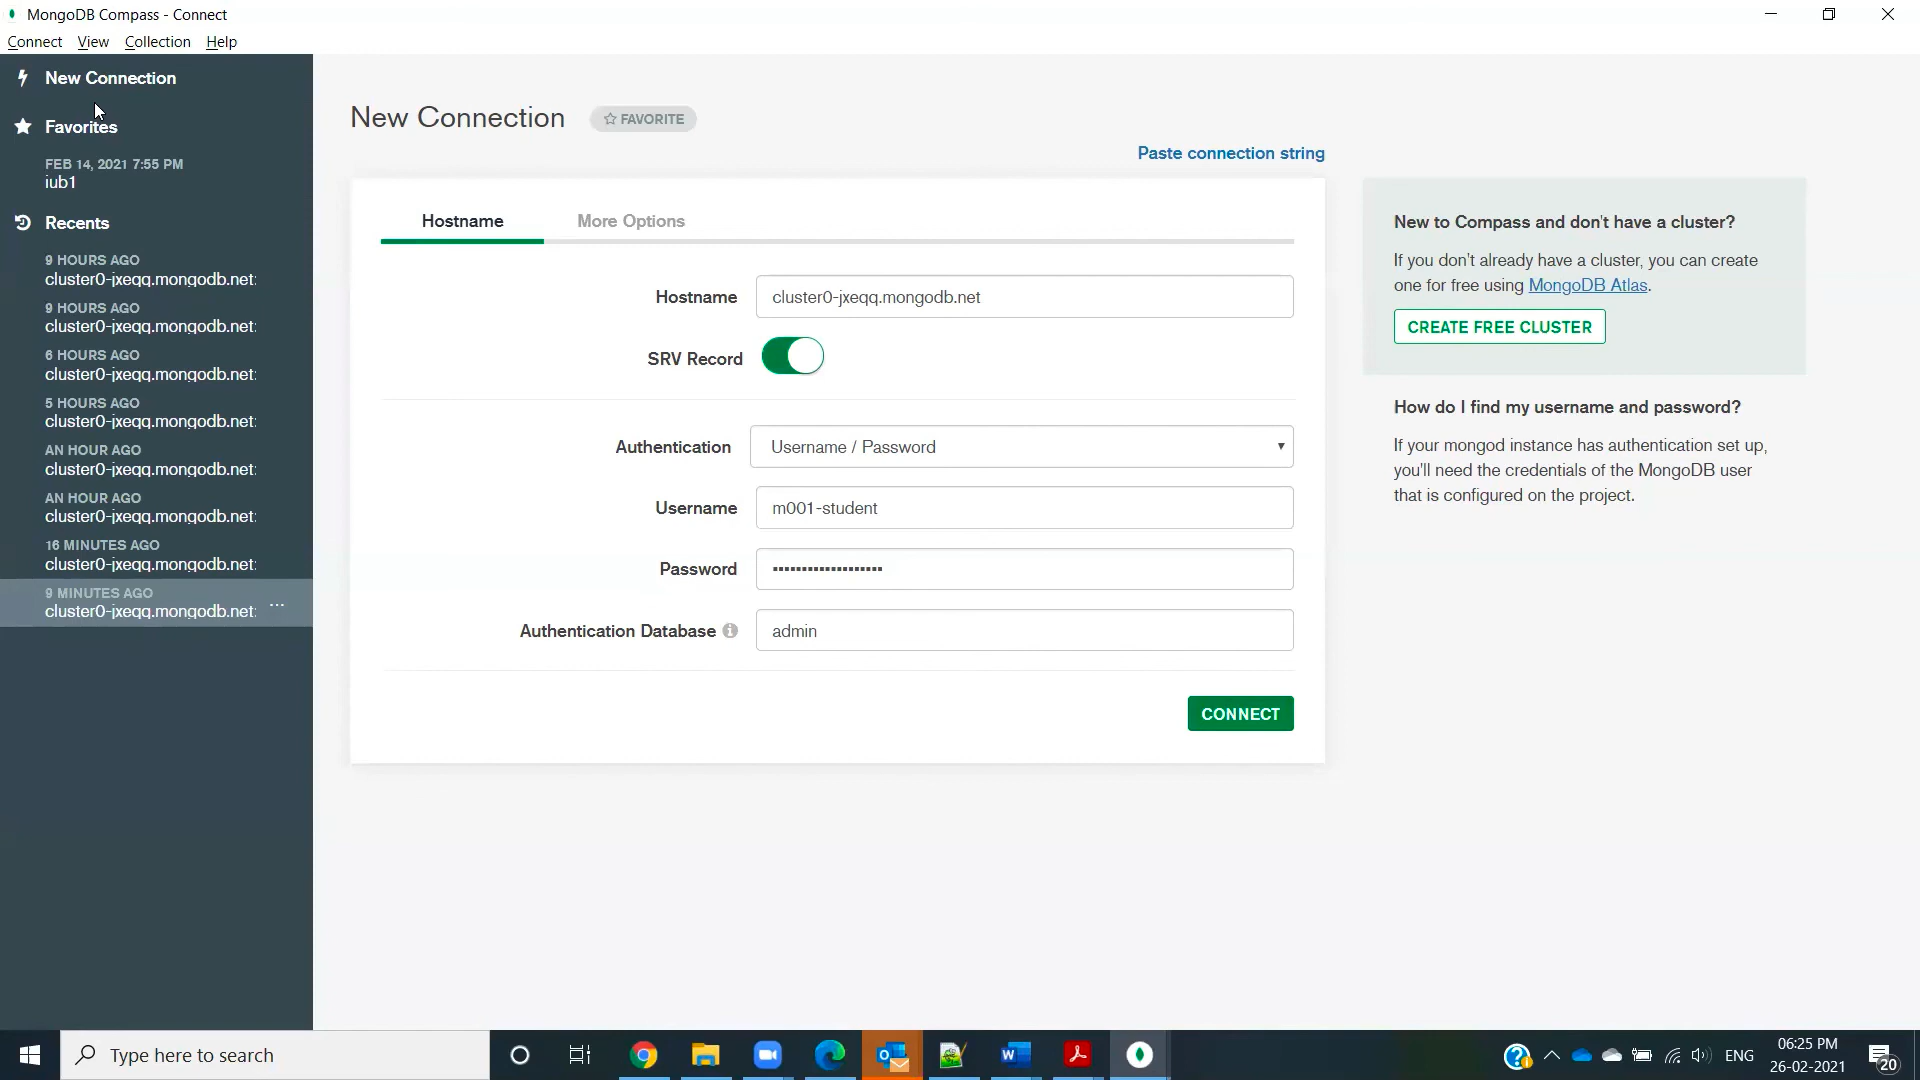 MongoDB Compass - Connect
Connect View Collection Help
New Connection
Favorites
FEB 14, 2021 7:55 PM
iub1
Recents
9 HOURS AGO
cluster0-jxeqq.mongodb.net:
9 HOURS AGO
cluster0-jxeqq.mongodb.net:
6 HOURS AGO
cluster0-jxeqq.mongodb.net:
5 HOURS AGO
cluster0-jxeqq.mongodb.net:
AN HOUR AGO
cluster0-jxeqq.mongodb.net:
AN HOUR AGO
cluster0-jxeqq.mongodb.net:
16 MINUTES AGO
cluster0-jxeqq.mongodb.net:
9 MINUTES AGO
cluster0-jxeqq.mongodb.net: ...
New Connection FAVORITE
Paste connection string
Hostname More Options
Hostname cluster0-jxeqq.mongodb.net
SRV Record
Authentication Username / Password
Username m001-student
Password •••••••••••••••••••
Authentication Database admin
CONNECT
New to Compass and don't have a cluster?
If you don't already have a cluster, you can create
one for free using MongoDB Atlas.
CREATE FREE CLUSTER
How do I find my username and password?
If your mongod instance has authentication set up,
you'll need the credentials of the MongoDB user
that is configured on the project.
Type here to search
ENG
06:25 PM
26-02-2021
20